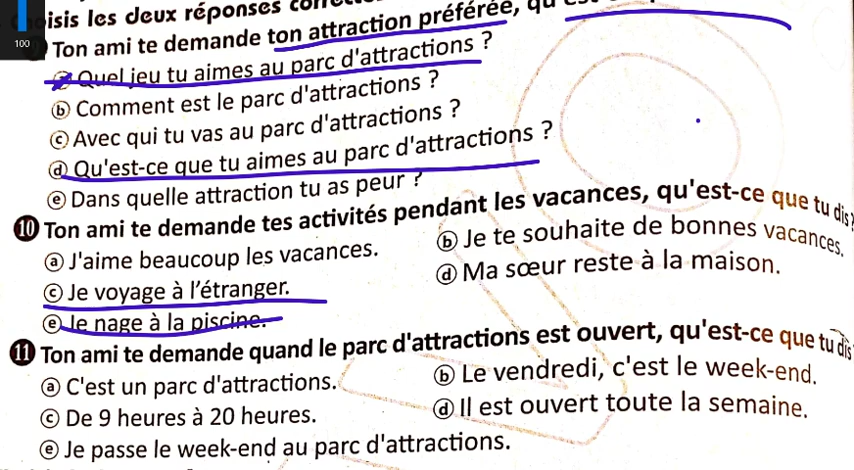 Choisis les deux réponses
Ton ami te demande ton attraction préférée,
100
ⓐ Quel jeu tu aimes au parc d'attractions ?
ⓑ Comment est le parc d'attractions ?
ⓒ Avec qui tu vas au parc d'attractions ?
ⓓ Qu'est-ce que tu aimes au parc d'attractions ?
ⓔ Dans quelle attraction tu as peur ?
⓾ Ton ami te demande tes activités pendant les vacances, qu'est-ce que tu dis?
ⓐ J'aime beaucoup les vacances. ⓑ Je te souhaite de bonnes vacances.
ⓒ Je voyage à l'étranger. ⓓ Ma sœur reste à la maison.
ⓔ Je nage à la piscine.
⓫ Ton ami te demande quand le parc d'attractions est ouvert, qu'est-ce que tu dis
ⓐ C'est un parc d'attractions. ⓑ Le vendredi, c'est le week-end.
ⓒ De 9 heures à 20 heures. ⓓ Il est ouvert toute la semaine.
ⓔ Je passe le week-end au parc d'attractions.